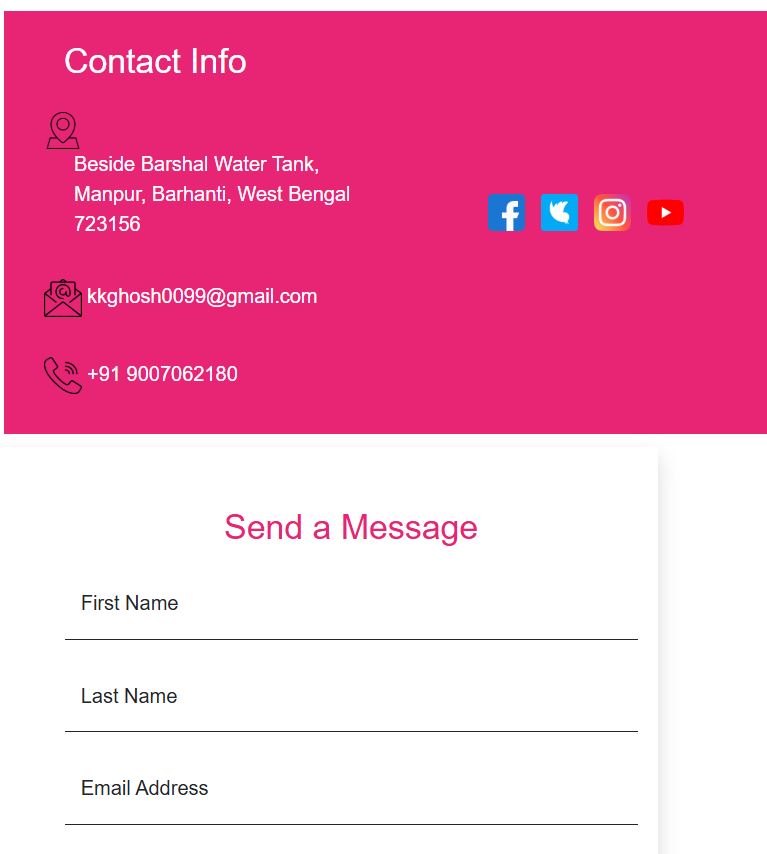 Contact Info
Beside Barshal Water Tank,
Manpur, Barhanti, West Bengal
723156
kkghosh0099@gmail.com
+91 9007062180
Send a Message
First Name
Last Name
Email Address